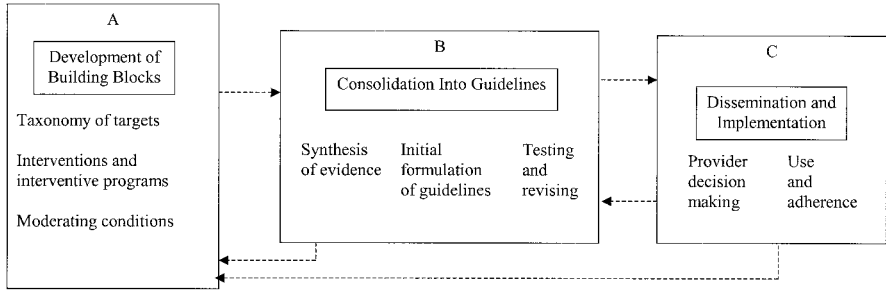 A
Development of
Building Blocks
Taxonomy of targets
Interventions and
interventive programs
Moderating conditions
B
Consolidation Into Guidelines
Synthesis
of evidence
Initial
formulation
of guidelines
Testing
and
revising
C
Dissemination and
Implementation
Provider
decision
making
Use
and
adherence